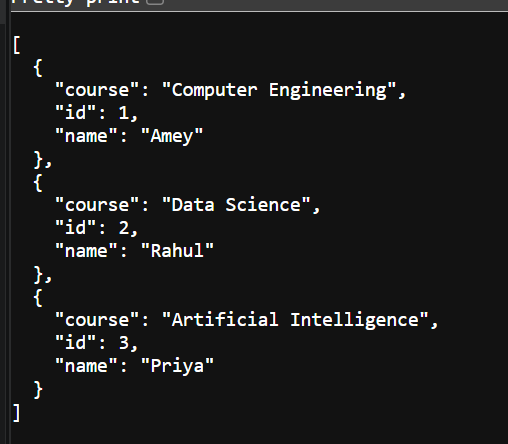 Pretty print
[
  {
    "course": "Computer Engineering",
    "id": 1,
    "name": "Amey"
  },
  {
    "course": "Data Science",
    "id": 2,
    "name": "Rahul"
  },
  {
    "course": "Artificial Intelligence",
    "id": 3,
    "name": "Priya"
  }
]